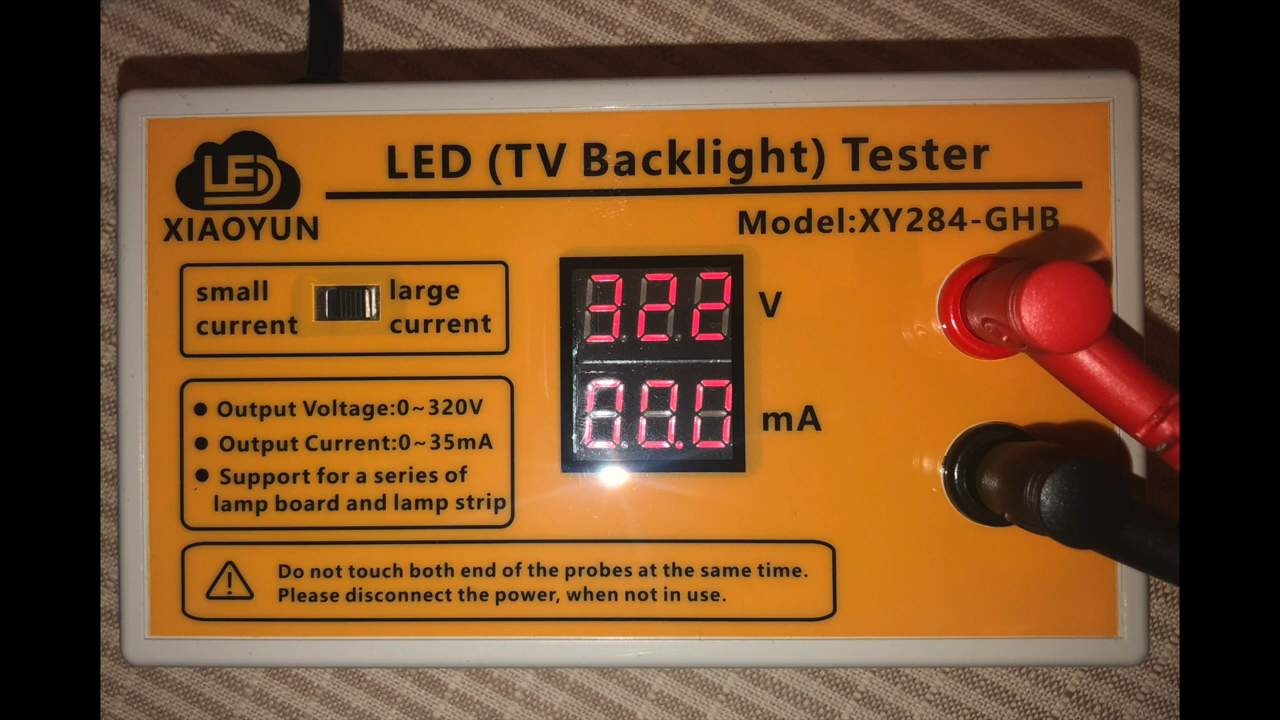 LED
XIAOYUN
LED (TV Backlight) Tester
Model:XY284-GHB
small current
large current
322 V
00.0 mA
● Output Voltage:0~320V
● Output Current:0~35mA
● Support for a series of
lamp board and lamp strip
Do not touch both end of the probes at the same time.
Please disconnect the power, when not in use.